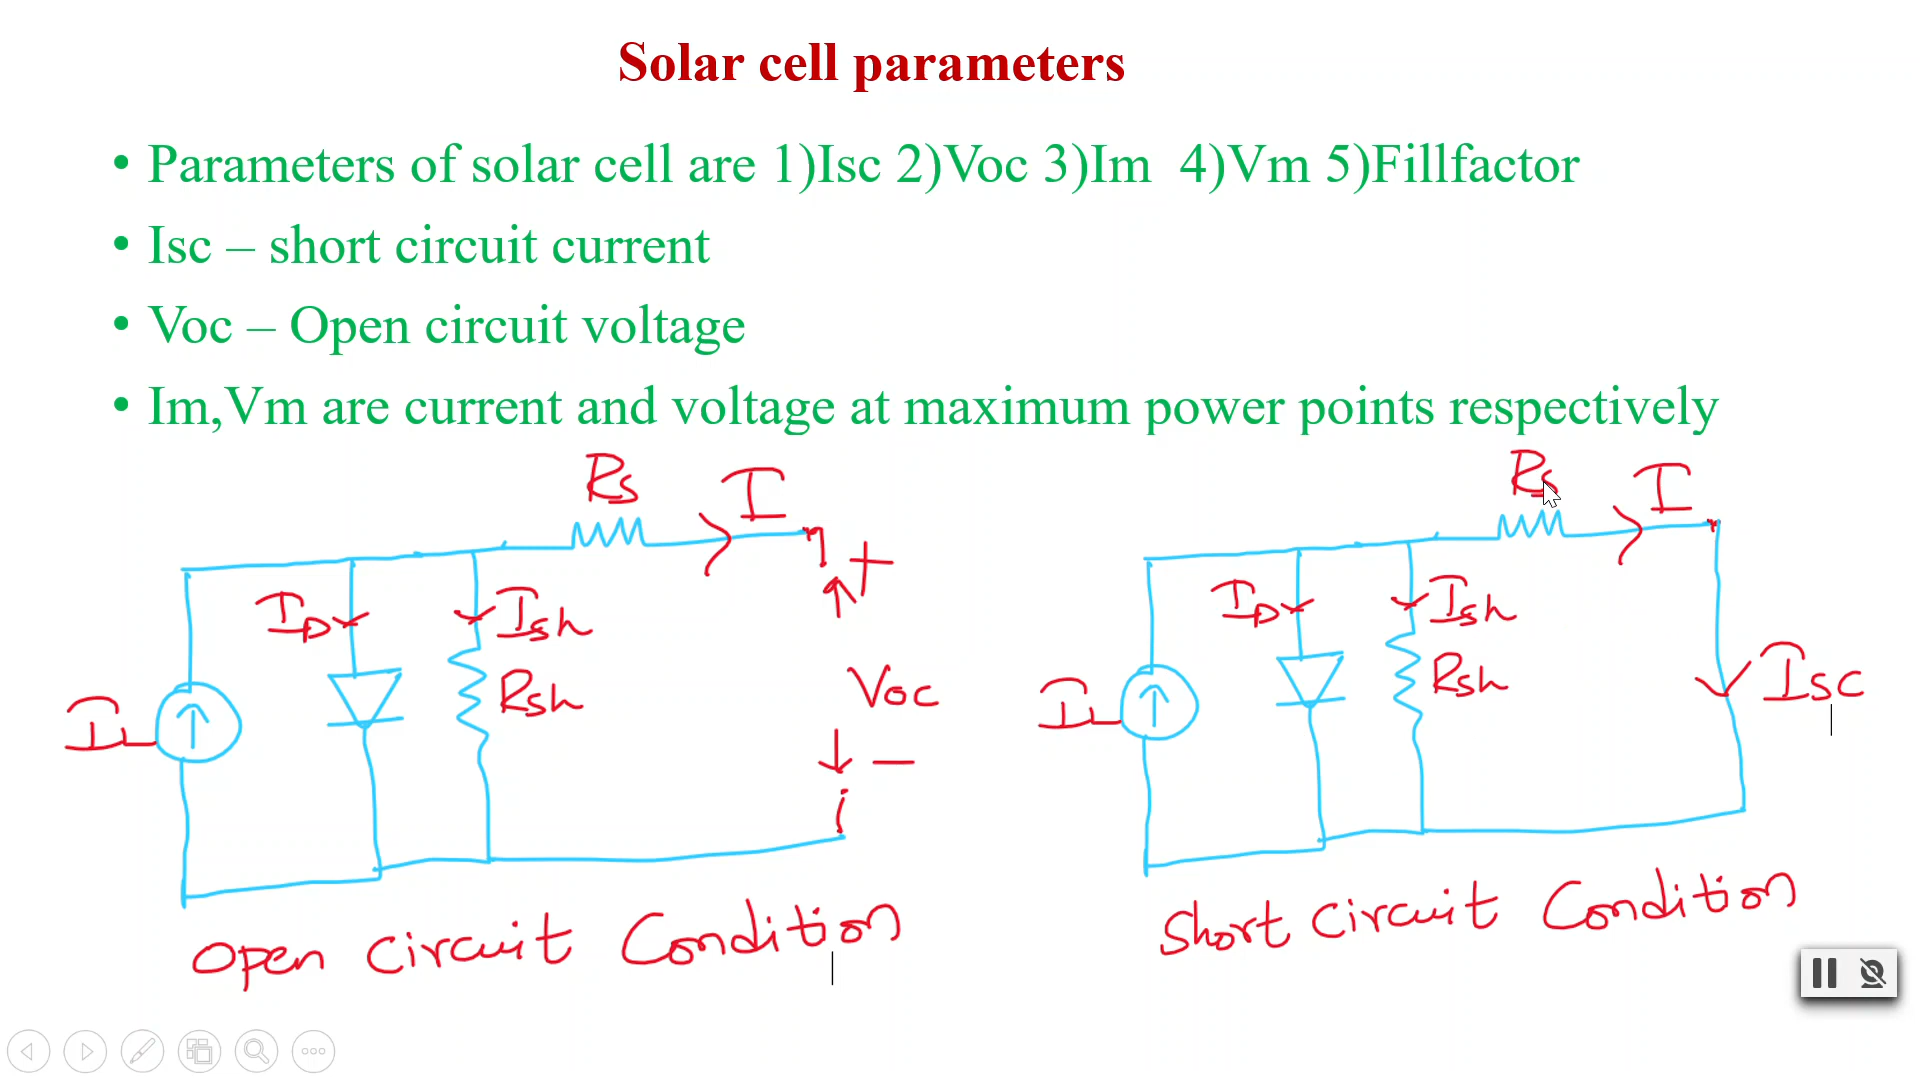 Solar cell parameters
• Parameters of solar cell are 1)Isc 2)Voc 3)Im 4)Vm 5)Fillfactor
• Isc – short circuit current
• Voc – Open circuit voltage
• Im,Vm are current and voltage at maximum power points respectively
Rs
I
+
ID
Ish
Rsh
IL
Voc
−
Open Circuit Condition
Rs
I
ID
Ish
Rsh
IL
Isc
Short Circuit Condition